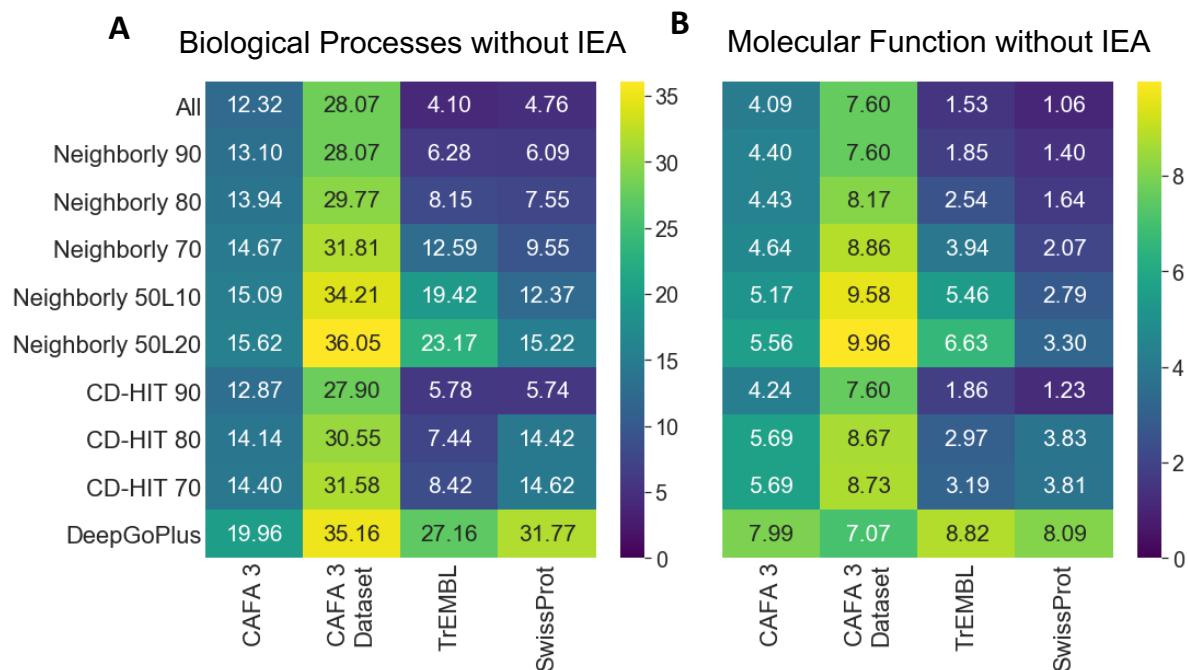 A Biological Processes without IEA
B Molecular Function without IEA
All 12.32 28.07 4.10 4.76 4.09 7.60 1.53 1.06
Neighborly 90 13.10 28.07 6.28 6.09 4.40 7.60 1.85 1.40
Neighborly 80 13.94 29.77 8.15 7.55 4.43 8.17 2.54 1.64
Neighborly 70 14.67 31.81 12.59 9.55 4.64 8.86 3.94 2.07
Neighborly 50L10 15.09 34.21 19.42 12.37 5.17 9.58 5.46 2.79
Neighborly 50L20 15.62 36.05 23.17 15.22 5.56 9.96 6.63 3.30
CD-HIT 90 12.87 27.90 5.78 5.74 4.24 7.60 1.86 1.23
CD-HIT 80 14.14 30.55 7.44 14.42 5.69 8.67 2.97 3.83
CD-HIT 70 14.40 31.58 8.42 14.62 5.69 8.73 3.19 3.81
DeepGoPlus 19.96 35.16 27.16 31.77 7.99 7.07 8.82 8.09
CAFA 3
CAFA 3
Dataset
TrEMBL
SwissProt
35
30
25
20
15
10
5
0
CAFA 3
CAFA 3
Dataset
TrEMBL
SwissProt
8
6
4
2
0